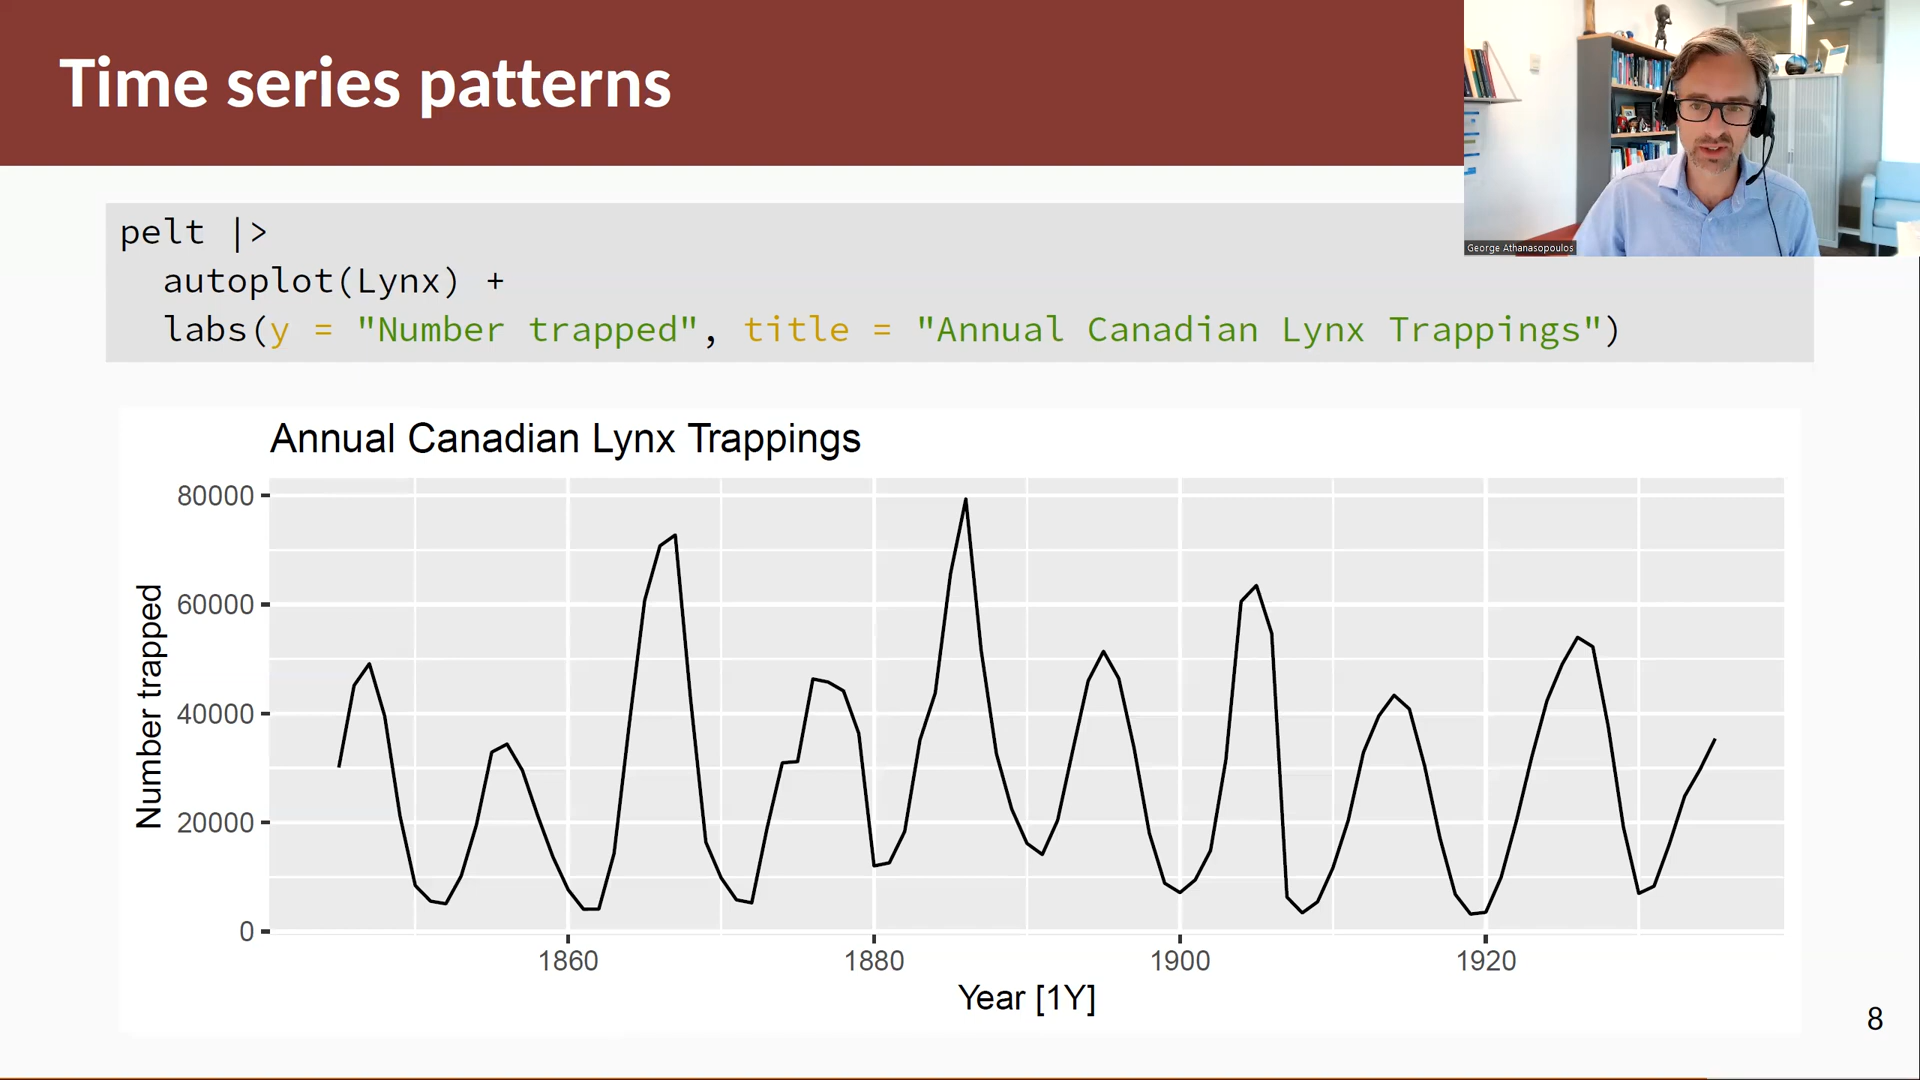 Time series patterns
George Athanasopoulos
pelt |>
autoplot(Lynx) +
labs(y = "Number trapped", title = "Annual Canadian Lynx Trappings")
Annual Canadian Lynx Trappings
80000
60000
40000
20000
0
Number trapped
1860 1880 1900 1920
Year [1Y]
8